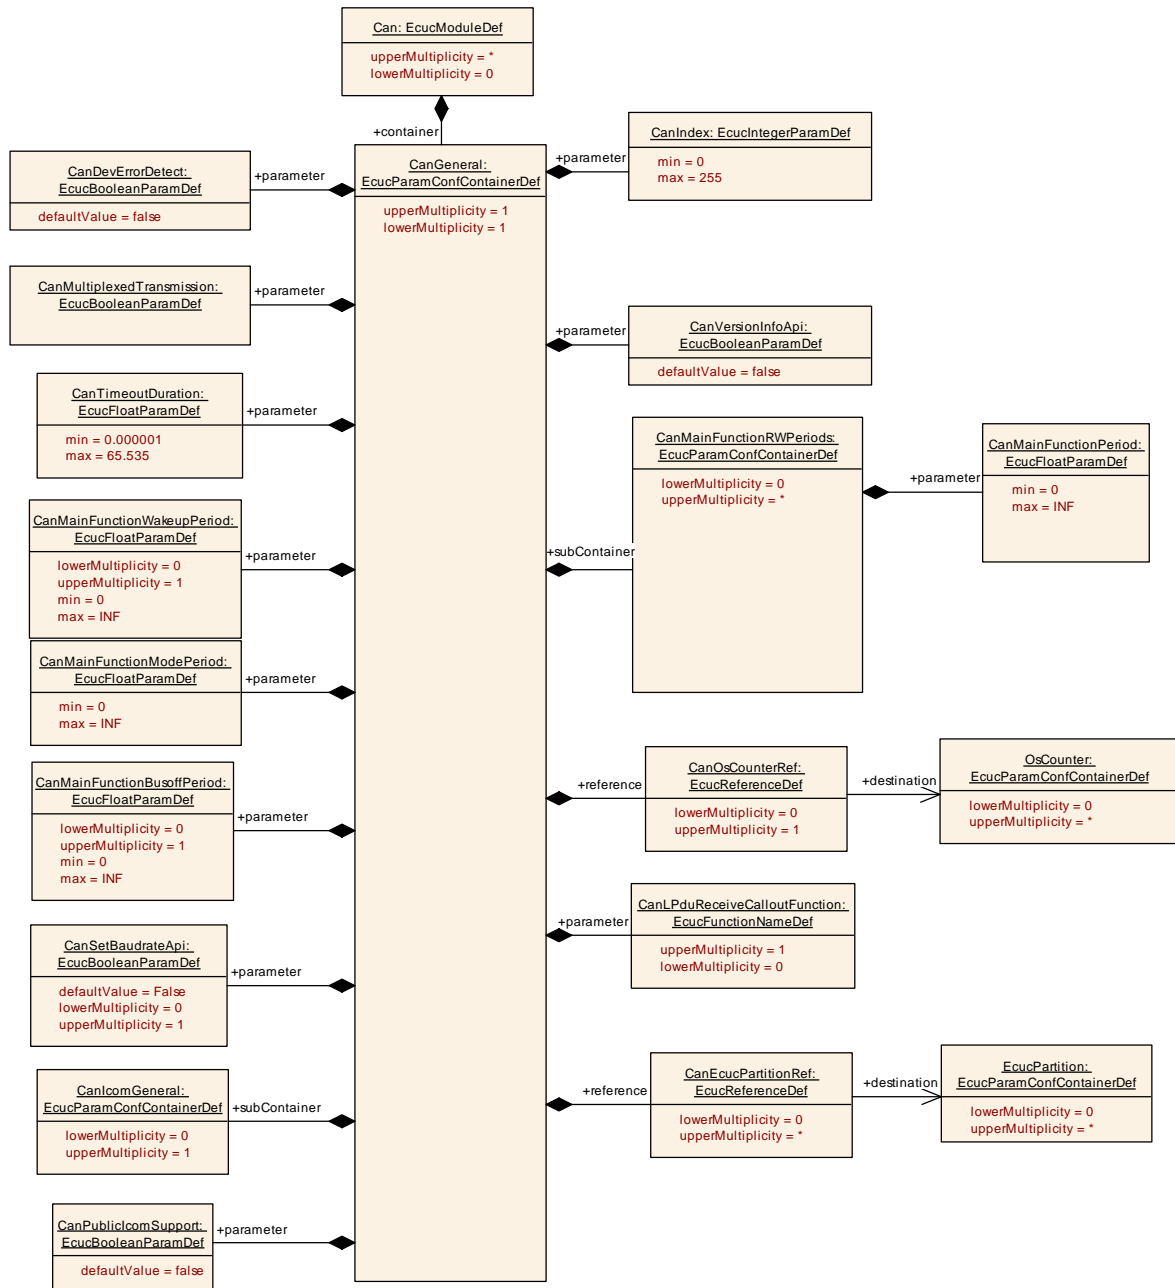 Can: EcucModuleDef
upperMultiplicity = *
lowerMultiplicity = 0
+container
CanGeneral:
EcucParamConfContainerDef
upperMultiplicity = 1
lowerMultiplicity = 1
CanDevErrorDetect:
EcucBooleanParamDef
defaultValue = false
+parameter
CanMultiplexedTransmission:
EcucBooleanParamDef
+parameter
CanTimeoutDuration:
EcucFloatParamDef
min = 0.000001
max = 65.535
+parameter
CanMainFunctionWakeupPeriod:
EcucFloatParamDef
lowerMultiplicity = 0
upperMultiplicity = 1
min = 0
max = INF
+parameter
CanMainFunctionModePeriod:
EcucFloatParamDef
min = 0
max = INF
+parameter
CanMainFunctionBusoffPeriod:
EcucFloatParamDef
lowerMultiplicity = 0
upperMultiplicity = 1
min = 0
max = INF
+parameter
CanSetBaudrateApi:
EcucBooleanParamDef
defaultValue = False
lowerMultiplicity = 0
upperMultiplicity = 1
+parameter
CanIcomGeneral:
EcucParamConfContainerDef
lowerMultiplicity = 0
upperMultiplicity = 1
+subContainer
CanPublicIcomSupport:
EcucBooleanParamDef
defaultValue = false
+parameter
+parameter
CanIndex: EcucIntegerParamDef
min = 0
max = 255
+parameter
CanVersionInfoApi:
EcucBooleanParamDef
defaultValue = false
+subContainer
CanMainFunctionRWPeriods:
EcucParamConfContainerDef
lowerMultiplicity = 0
upperMultiplicity = *
+parameter
CanMainFunctionPeriod:
EcucFloatParamDef
min = 0
max = INF
+reference
CanOsCounterRef:
EcucReferenceDef
lowerMultiplicity = 0
upperMultiplicity = 1
+destination
OsCounter:
EcucParamConfContainerDef
lowerMultiplicity = 0
upperMultiplicity = *
+parameter
CanLPduReceiveCalloutFunction:
EcucFunctionNameDef
upperMultiplicity = 1
lowerMultiplicity = 0
+reference
CanEcucPartitionRef:
EcucReferenceDef
lowerMultiplicity = 0
upperMultiplicity = *
+destination
EcucPartition:
EcucParamConfContainerDef
lowerMultiplicity = 0
upperMultiplicity = *